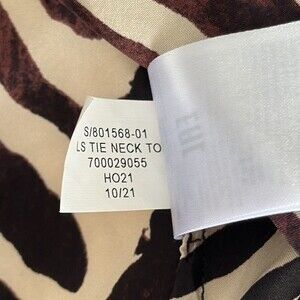 S/801568-01
LS TIE NECK TO
700029055
HO21
10/21